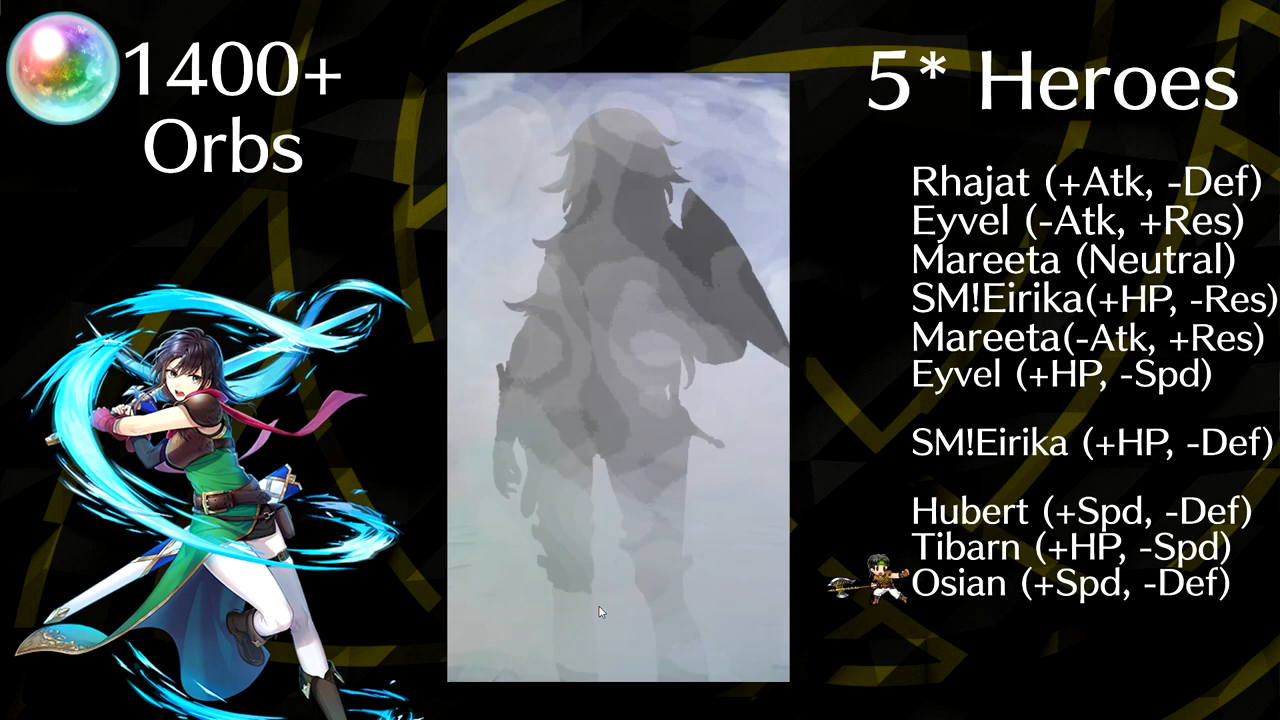 1400+
Orbs
5* Heroes
Rhajat (+Atk, -Def)
Eyvel (-Atk, +Res)
Mareeta (Neutral)
SM!Eirika(+HP, -Res)
Mareeta(-Atk, +Res)
Eyvel (+HP, -Spd)
SM!Eirika (+HP, -Def)
Hubert (+Spd, -Def)
Tibarn (+HP, -Spd)
Osian (+Spd, -Def)